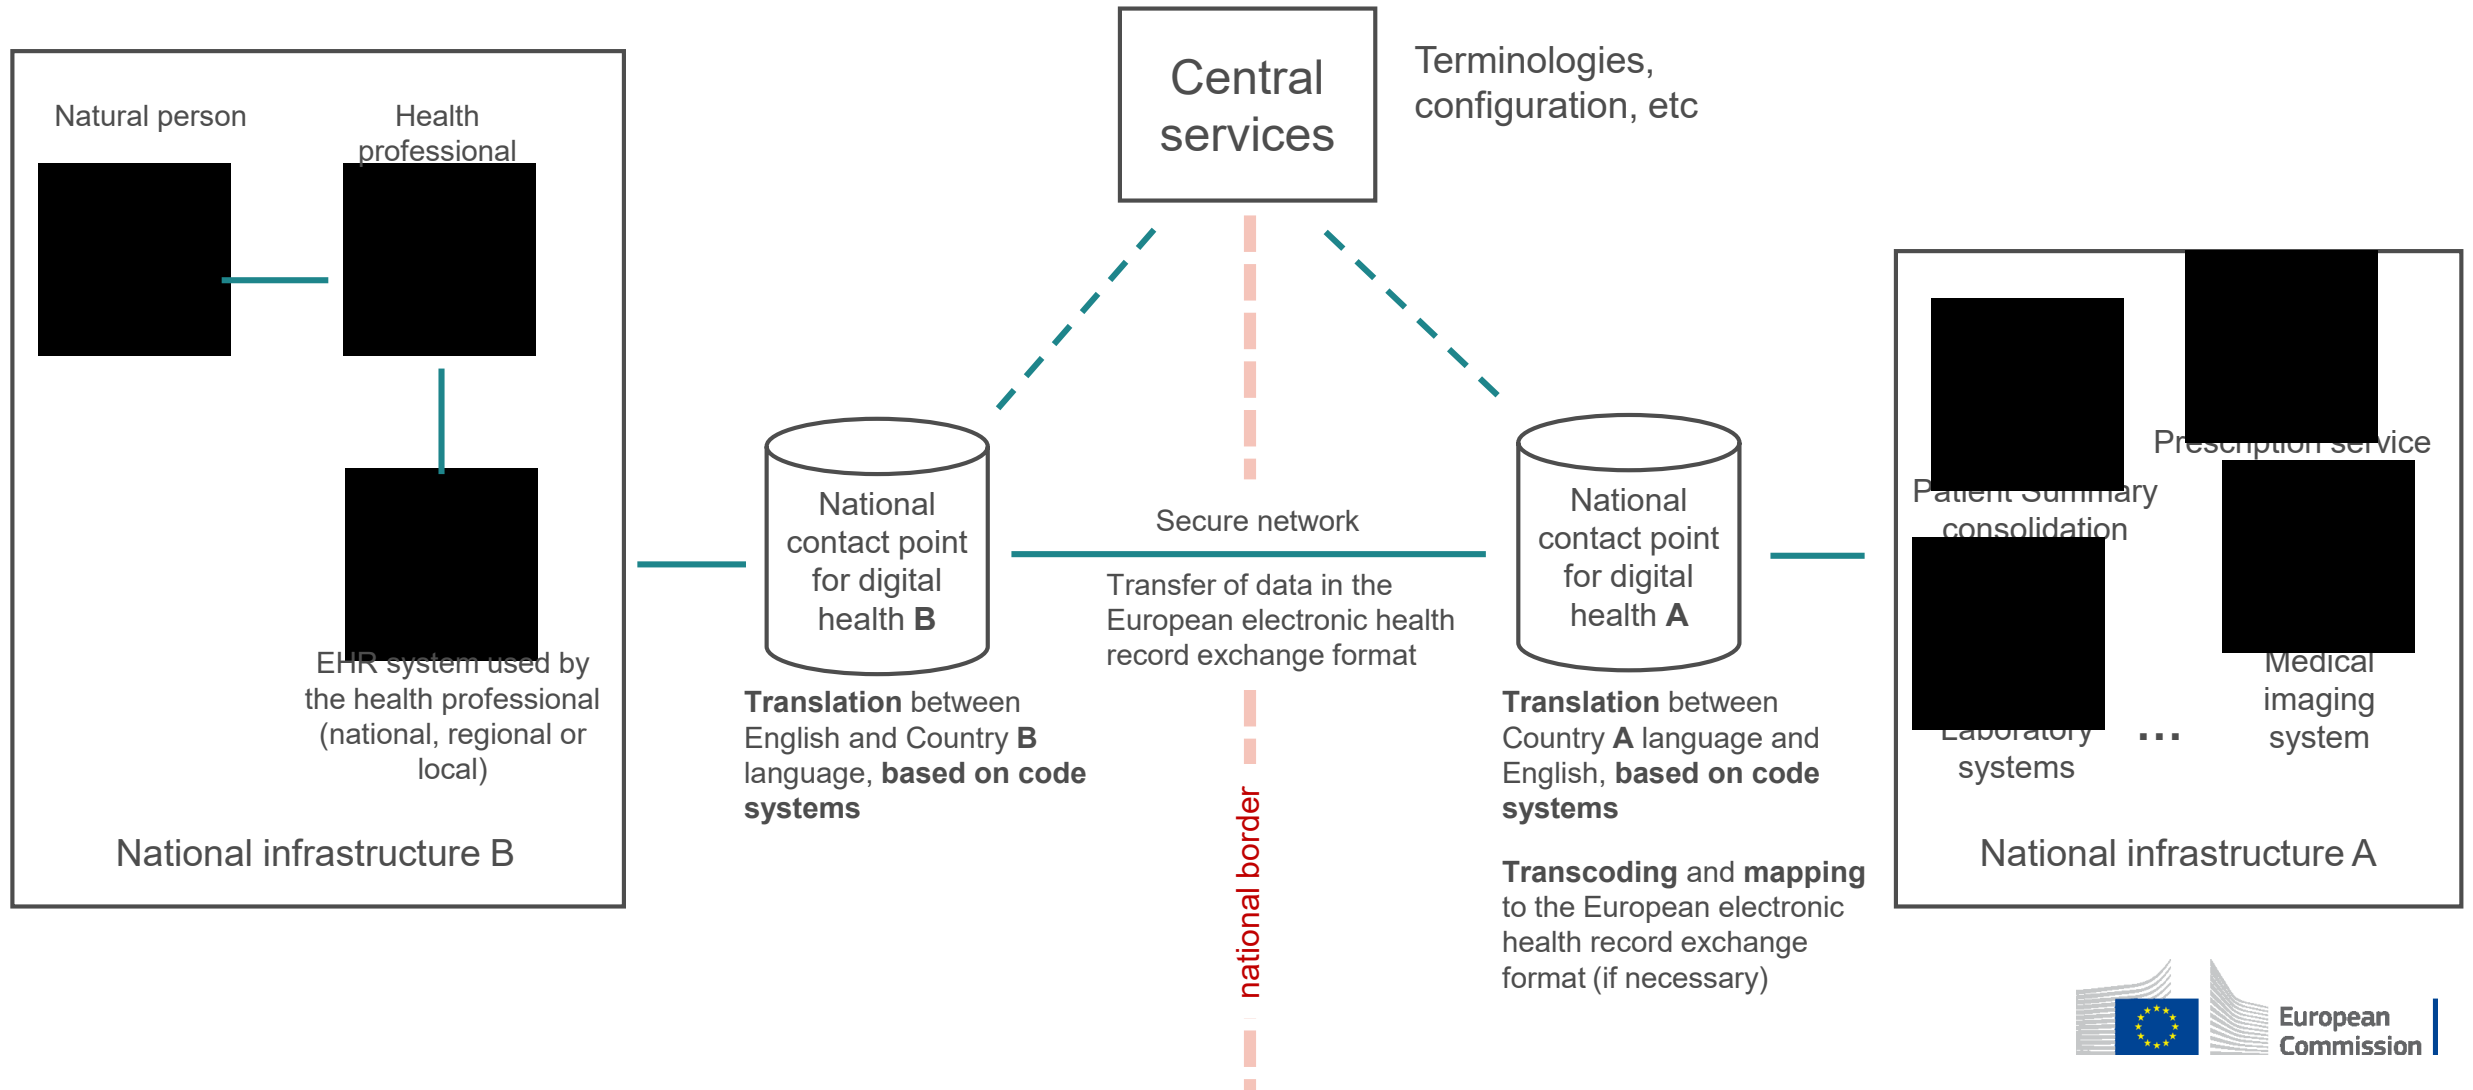 Central
services
Terminologies,
configuration, etc
Natural person
Health
professional
EHR system used by
the health professional
(national, regional or
local)
National infrastructure B
National
contact point
for digital
health B
Translation between
English and Country B
language, based on code
systems
Secure network
Transfer of data in the
European electronic health
record exchange format
national border
National
contact point
for digital
health A
Translation between
Country A language and
English, based on code
systems
Transcoding and mapping
to the European electronic
health record exchange
format (if necessary)
Prescription service
Patient Summary
consolidation
Laboratory
systems
...
Medical
imaging
system
National infrastructure A
European
Commission